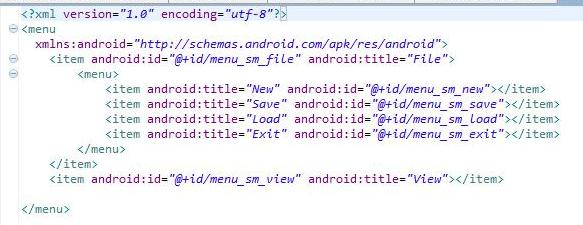 <?xml version="1.0" encoding="utf-8"?>
<menu
xmlns:android="http://schemas.android.com/apk/res/android">
<item android:id="@+id/menu_sm_file" android:title="File">
<menu>
<item android:title="New" android:id="@+id/menu_sm_new"></item>
<item android:title="Save" android:id="@+id/menu_sm_save"></item>
<item android:title="Load" android:id="@+id/menu_sm_load"></item>
<item android:title="Exit" android:id="@+id/menu_sm_exit"></item>
</menu>
</item>
<item android:id="@+id/menu_sm_view" android:title="View"></item>
</menu>